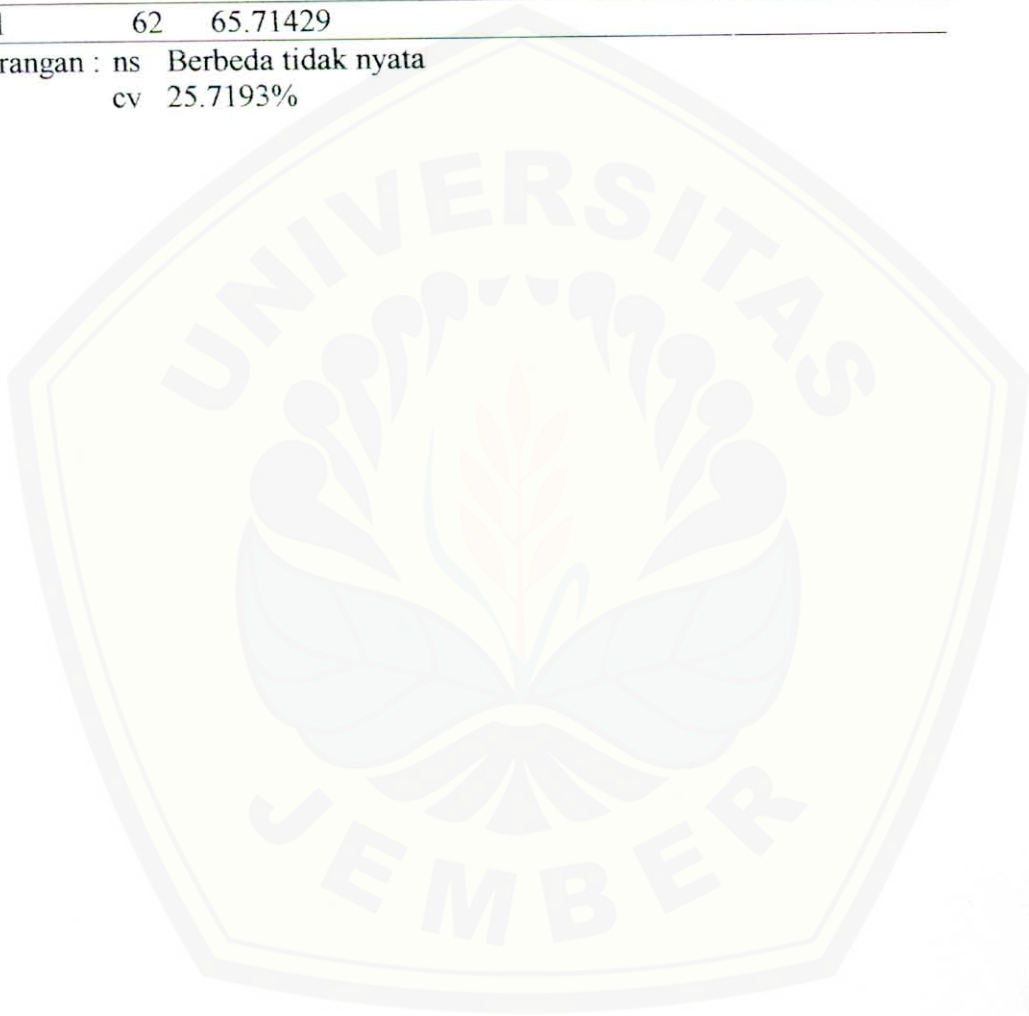 62 65.71429
rangan : ns Berbeda tidak nyata
cv 25.7193%
UNIVERSITAS
JEMBER